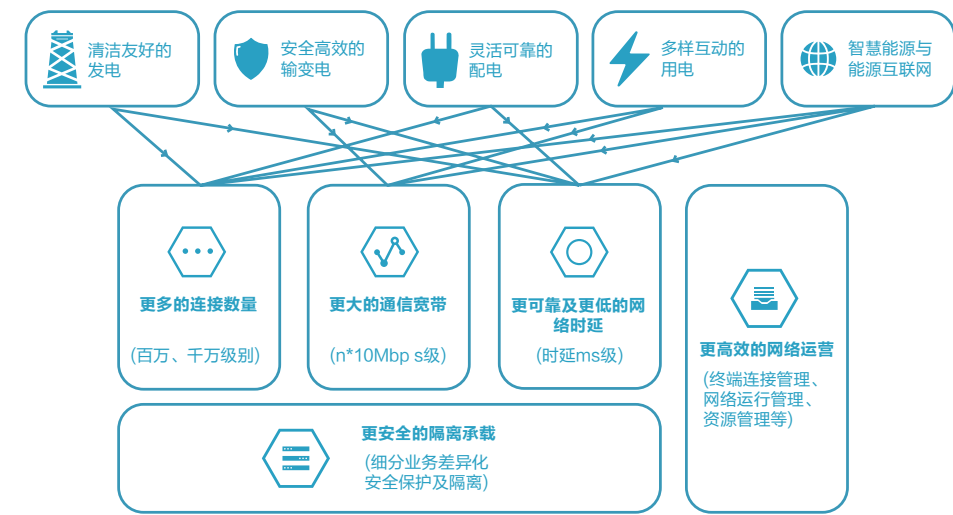 清洁友好的
发电
安全高效的
输变电
灵活可靠的
配电
多样互动的
用电
智慧能源与
能源互联网
更多的连接数量
(百万、千万级别)
更大的通信宽带
(n*10Mbp s级)
更可靠及更低的网
络时延
(时延ms级)
更高效的网络运营
(终端连接管理、
网络运行管理、
资源管理等)
更安全的隔离承载
(细分业务差异化
安全保护及隔离)